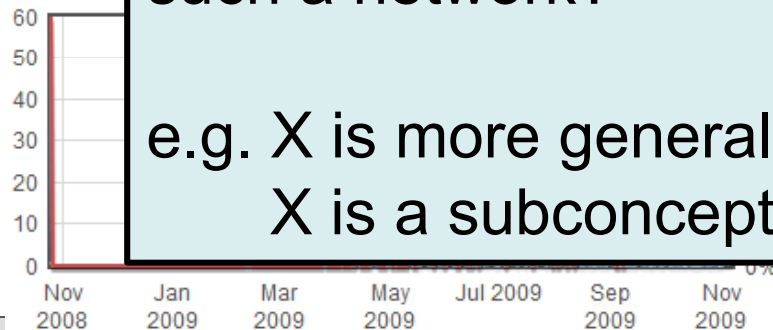 60
50
40
30
20
10
0
such a network?
e.g. X is more general
X is a subconcept
0%
Nov Jan Mar May Jul 2009 Sep Nov
2008 2009 2009 2009 2009 2009